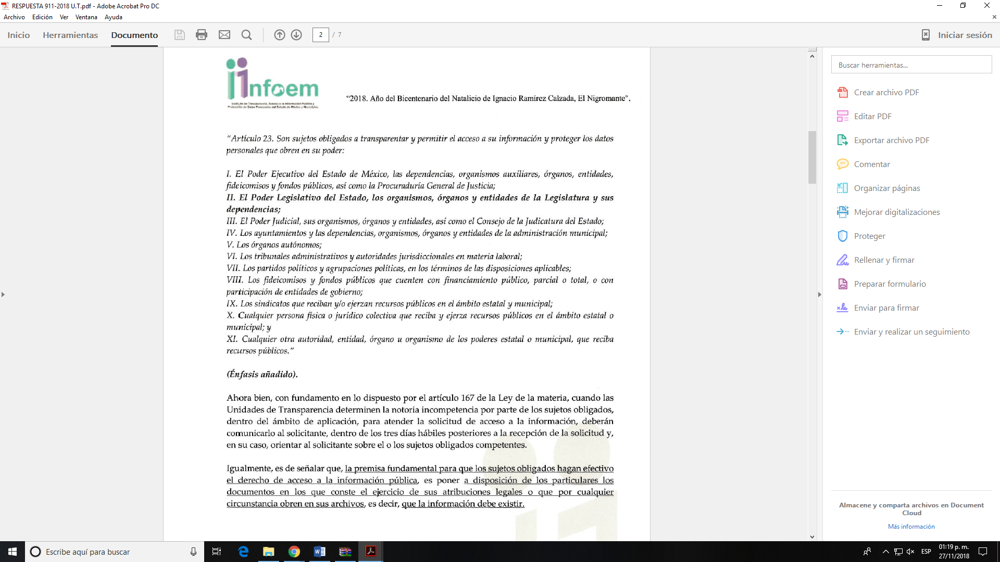 RESPUESTA 911-2018 U.T.pdf - Adobe Acrobat Pro DC
Archivo Edición Ver Ventana Ayuda
Inicio Herramientas Documento 2 / 7 Iniciar sesión
infoem
Instituto de Transparencia, Acceso a la Información Pública y
Protección de Datos Personales del Estado de México y Municipios
“2018. Año del Bicentenario del Natalicio de Ignacio Ramírez Calzada, El Nigromante".
“Artículo 23. Son sujetos obligados a transparentar y permitir el acceso a su información y proteger los datos
personales que obren en su poder:
I. El Poder Ejecutivo del Estado de México, las dependencias, organismos auxiliares, órganos, entidades,
fideicomisos y fondos públicos, así como la Procuraduría General de Justicia;
II. El Poder Legislativo del Estado, los organismos, órganos y entidades de la Legislatura y sus
dependencias;
III. El Poder Judicial, sus organismos, órganos y entidades, así como el Consejo de la Judicatura del Estado;
IV. Los ayuntamientos y las dependencias, organismos, órganos y entidades de la administración municipal;
V. Los órganos autónomos;
VI. Los tribunales administrativos y autoridades jurisdiccionales en materia laboral;
VII. Los partidos políticos y agrupaciones políticas, en los términos de las disposiciones aplicables;
VIII. Los fideicomisos y fondos públicos que cuenten con financiamiento público, parcial o total, o con
participación de entidades de gobierno;
IX. Los sindicatos que reciban y/o ejerzan recursos públicos en el ámbito estatal y municipal;
X. Cualquier persona física o jurídico colectiva que reciba y ejerza recursos públicos en el ámbito estatal o
municipal; y
XI. Cualquier otra autoridad, entidad, órgano u organismo de los poderes estatal o municipal, que reciba
recursos públicos.”
(Énfasis añadido).
Ahora bien, con fundamento en lo dispuesto por el artículo 167 de la Ley de la materia, cuando las
Unidades de Transparencia determinen la notoria incompetencia por parte de los sujetos obligados,
dentro del ámbito de aplicación, para atender la solicitud de acceso a la información, deberán
comunicarlo al solicitante, dentro de los tres días hábiles posteriores a la recepción de la solicitud y,
en su caso, orientar al solicitante sobre el o los sujetos obligados competentes.
Igualmente, es de señalar que, la premisa fundamental para que los sujetos obligados hagan efectivo
el derecho de acceso a la información pública, es poner a disposición de los particulares los
documentos en los que conste el ejercicio de sus atribuciones legales o que por cualquier
circunstancia obren en sus archivos, es decir, que la información debe existir.
Buscar herramientas...
Crear archivo PDF
Editar PDF
Exportar archivo PDF
Comentar
Organizar páginas
Mejorar digitalizaciones
Proteger
Rellenar y firmar
Preparar formulario
Enviar para firmar
Enviar y realizar un seguimiento
Almacene y comparta archivos en Document
Cloud
Más información
Escribe aquí para buscar
ESP
01:19 p. m.
27/11/2018